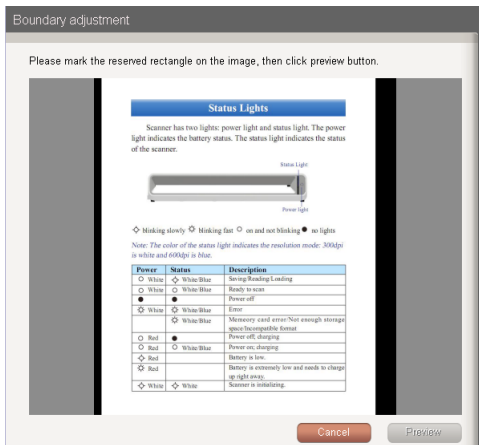 Boundary adjustment
Please mark the reserved rectangle on the image, then click preview button.
Status Lights
Scanner has two lights: power light and status light. The power
light indicates the battery status. The status light indicates the status
of the scanner.
Status Light
Power light
Hinking slowly Hinking fast on and not blinking no lights
Note: The color of the status light indicates the resolution mode: 300dpi
is white and 600dpi is blue.
Power Status Description
White White/Blue Saving/Reading/Loading
White White/Blue Ready to scan
Power off
White White/Blue Error
White/Blue Memeory card error/Not enough storage
space/Incompatible format
Red Power off, charging
Red White/Blue Power on, charging
Red Battery is low.
Red Battery is extremely low and needs to charge
up right away.
White White Scanner is initializing.
Cancel Preview